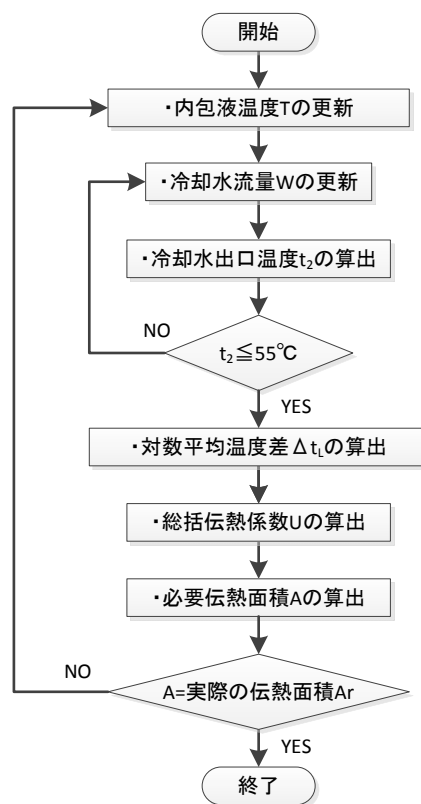 開始
・内包液温度Tの更新
・冷却水流量Wの更新
・冷却水出口温度t₂の算出
NO
t₂≦55℃
YES
・対数平均温度差Δt_Lの算出
・総括伝熱係数Uの算出
・必要伝熱面積Aの算出
NO
A=実際の伝熱面積Ar
YES
終了